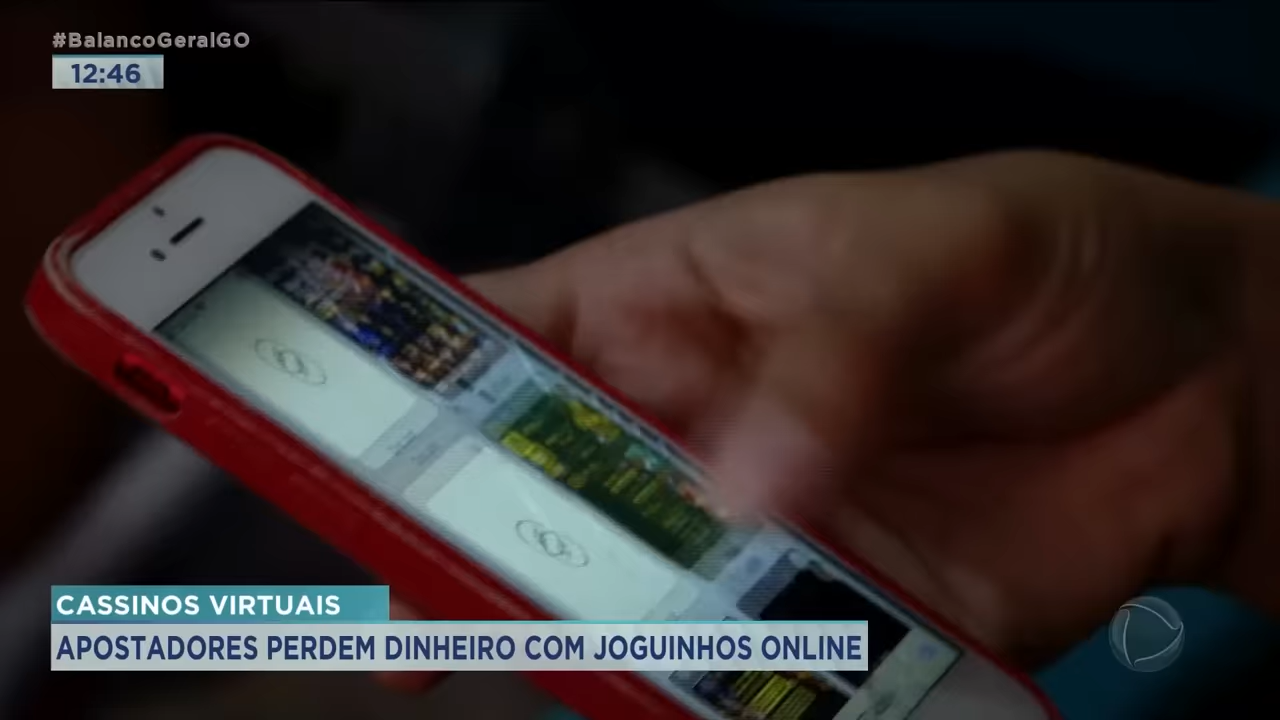 #BalancoGeralGO
12:46
CASSINOS VIRTUAIS
APOSTADORES PERDEM DINHEIRO COM JOGUINHOS ONLINE